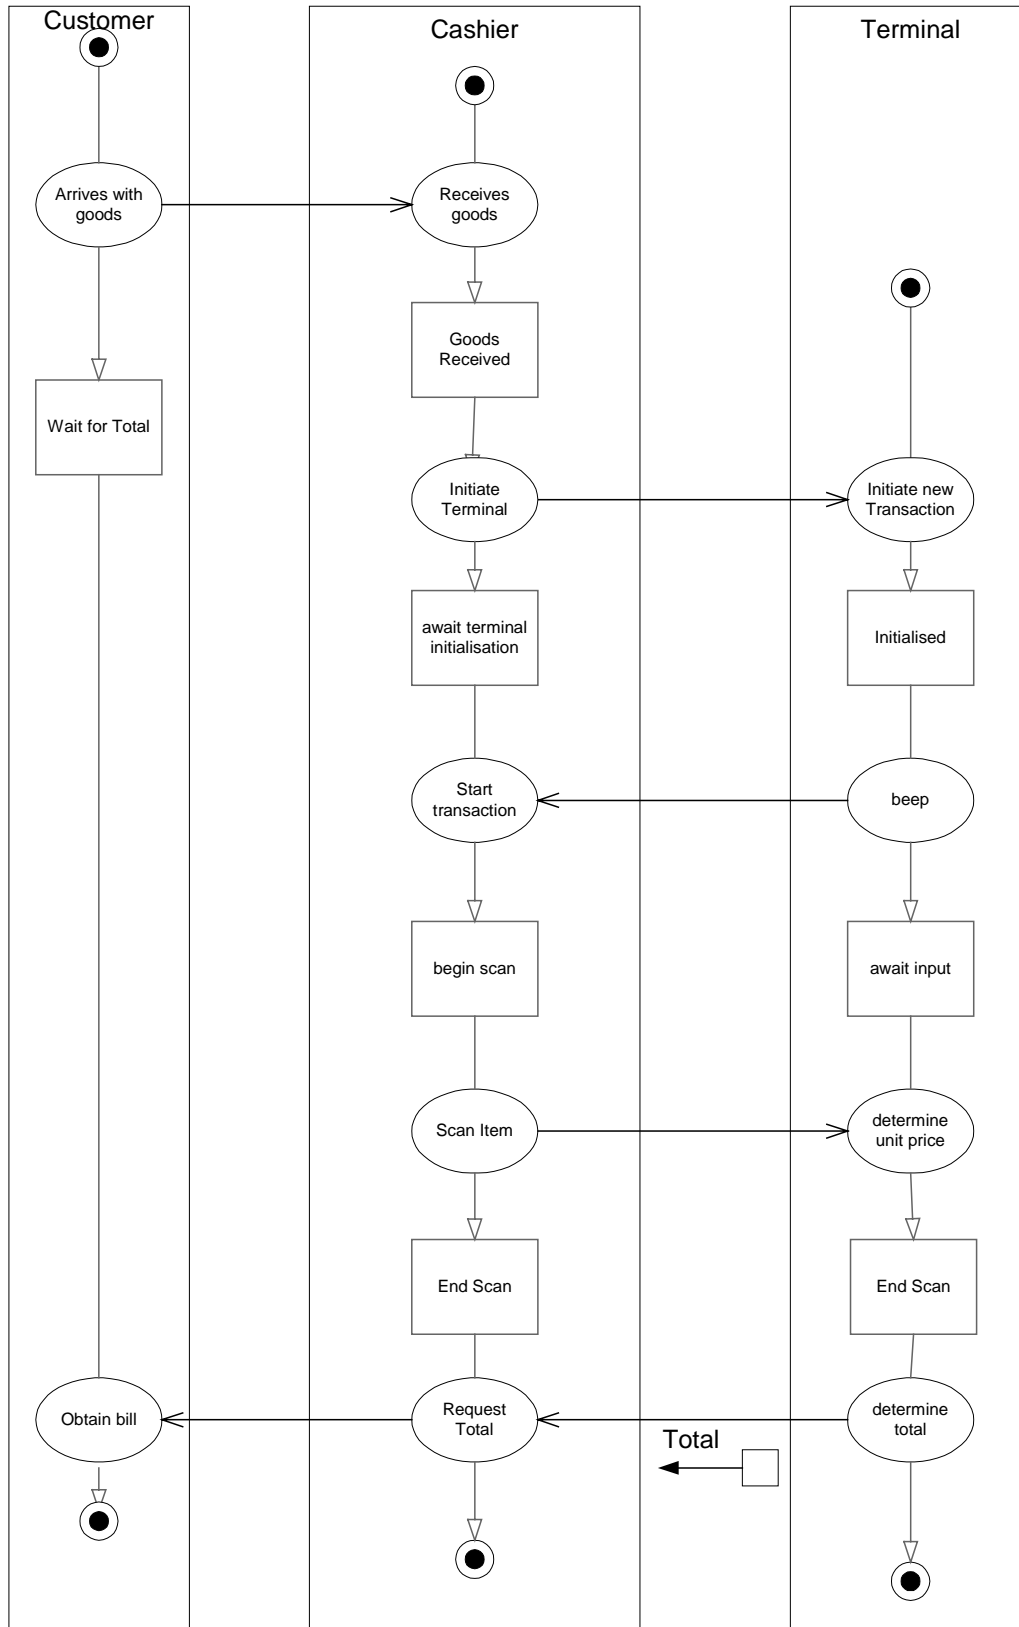 Customer
Cashier
Terminal
Arrives with
goods
Receives
goods
Goods
Received
Wait for Total
Initiate
Terminal
Initiate new
Transaction
await terminal
initialisation
Initialised
Start
transaction
beep
begin scan
await input
Scan Item
determine
unit price
End Scan
End Scan
Obtain bill
Request
Total
determine
total
Total